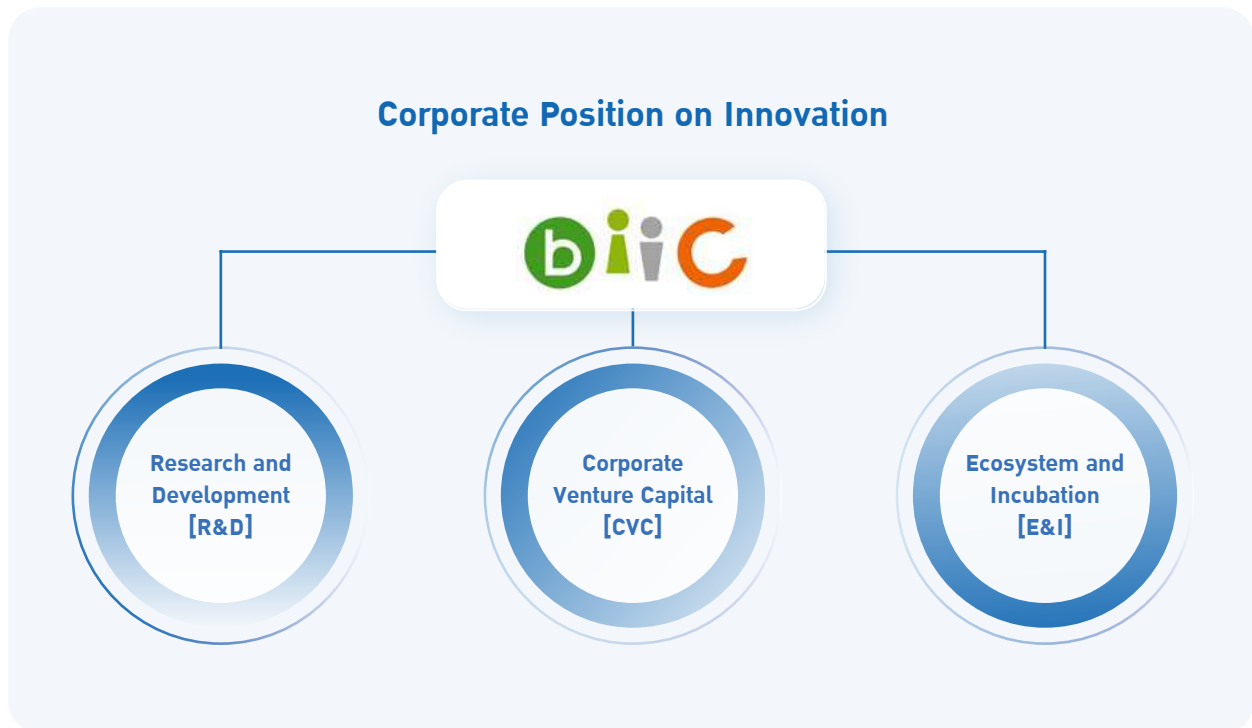 Corporate Position on Innovation
biic
Research and
Development
[R&D]
Corporate
Venture Capital
[CVC]
Ecosystem and
Incubation
[E&I]